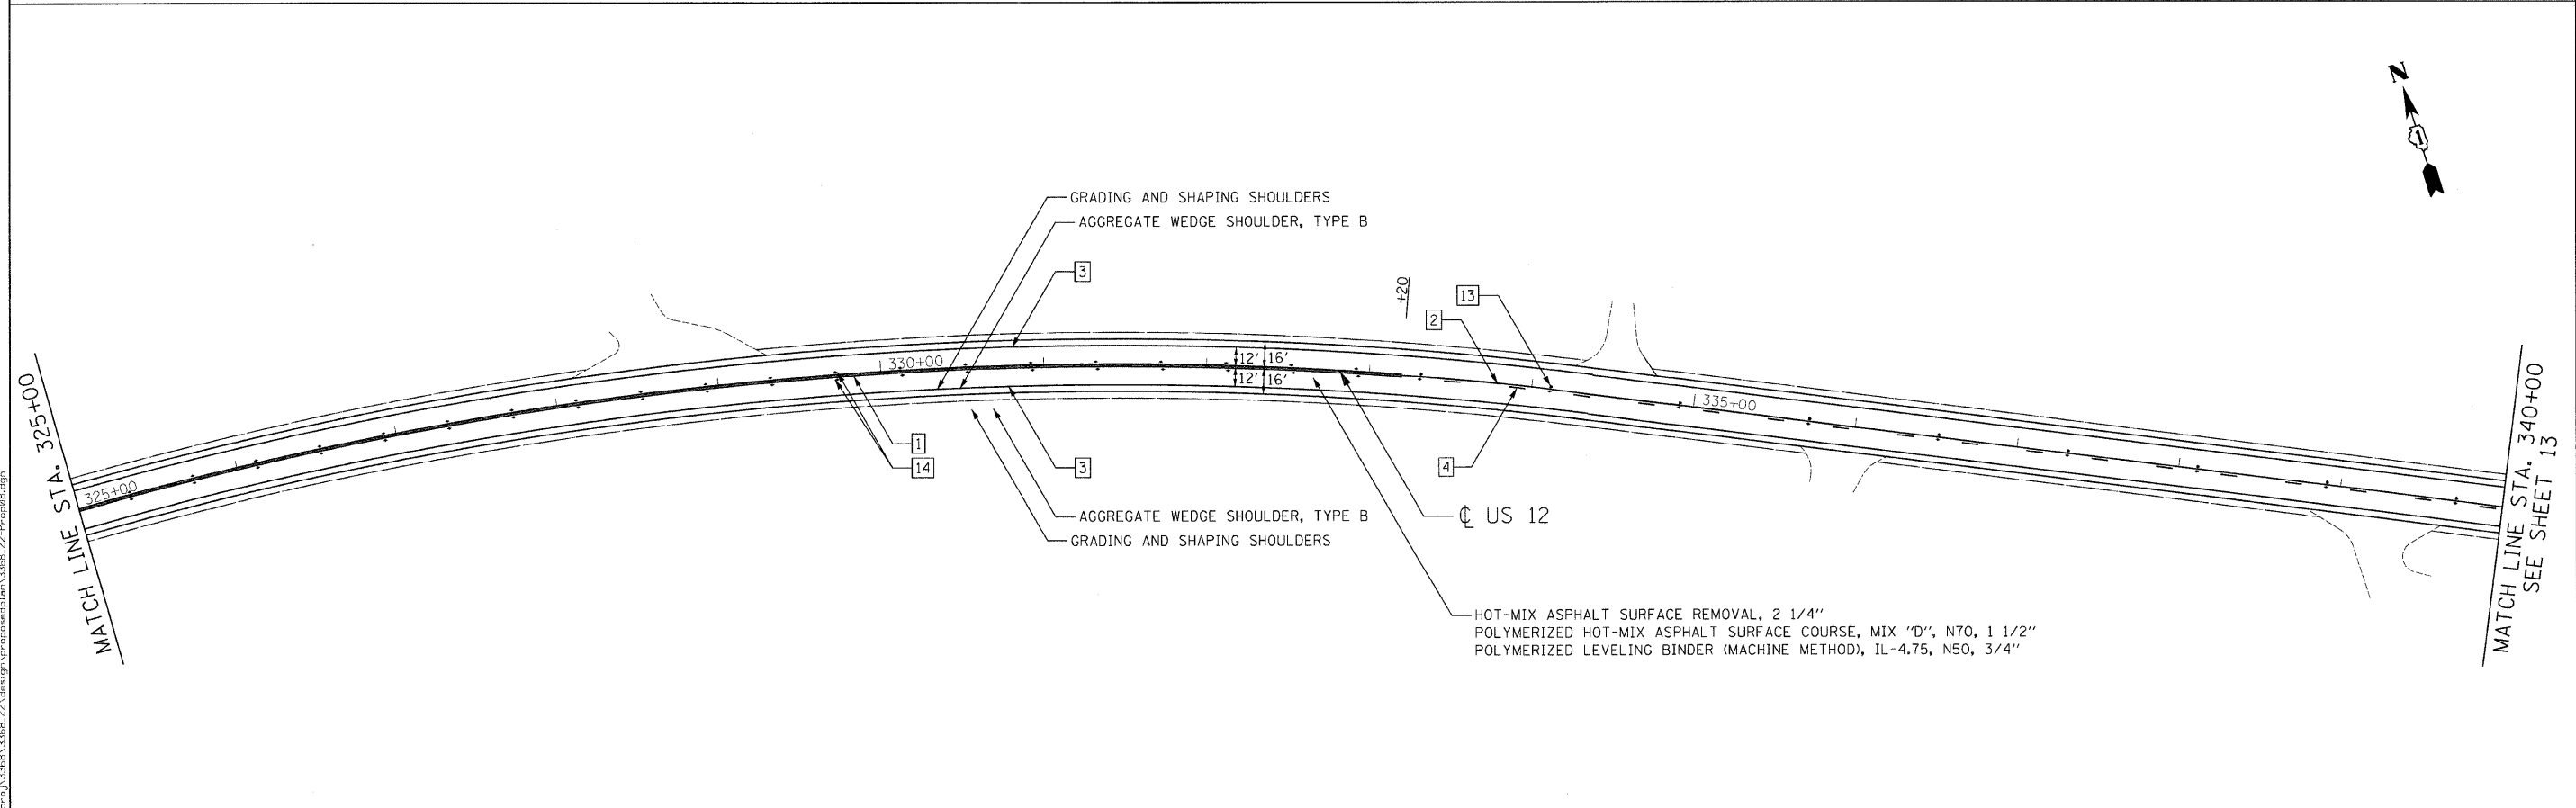 N
1
GRADING AND SHAPING SHOULDERS
AGGREGATE WEDGE SHOULDER, TYPE B
3
+20
13
2
330+00
12' 16'
12' 16'
335+00
MATCH LINE STA. 325+00
325+00
1
14
3
4
AGGREGATE WEDGE SHOULDER, TYPE B
GRADING AND SHAPING SHOULDERS
℄ US 12
HOT-MIX ASPHALT SURFACE REMOVAL, 2 1/4"
POLYMERIZED HOT-MIX ASPHALT SURFACE COURSE, MIX "D", N70, 1 1/2"
POLYMERIZED LEVELING BINDER (MACHINE METHOD), IL-4.75, N50, 3/4"
MATCH LINE STA. 340+00
SEE SHEET 13